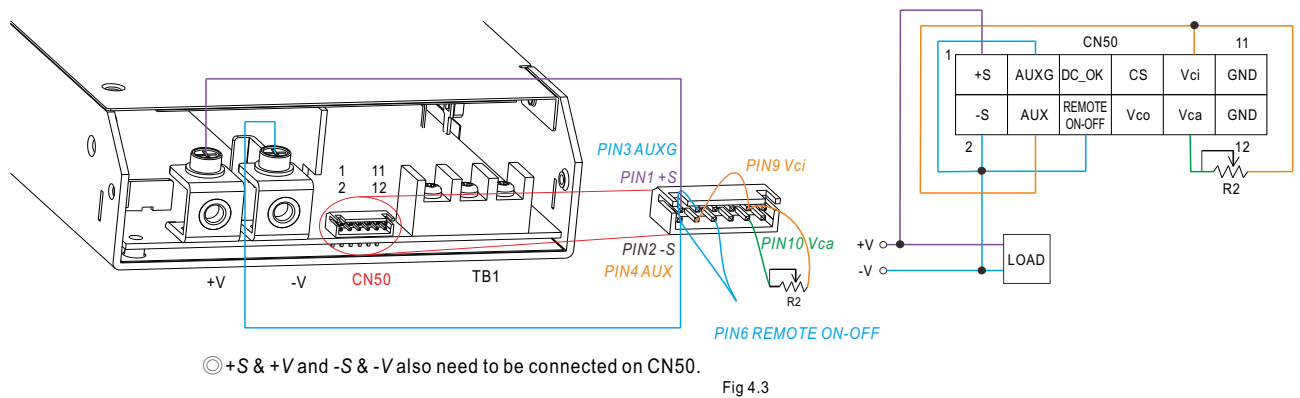 PIN3 AUXG
PIN9 Vci
PIN1 +S
1 11
2 12
PIN2 -S
PIN10 Vca
PIN4 AUX
+V
-V
CN50
TB1
R2
PIN6 REMOTE ON-OFF
CN50
1
11
+S
AUXG
DC_OK
CS
Vci
GND
-S
AUX
REMOTE
ON-OFF
Vco
Vca
GND
2
12
R2
+V
-V
LOAD
◎ +S & +V and -S & -V also need to be connected on CN50.
Fig 4.3